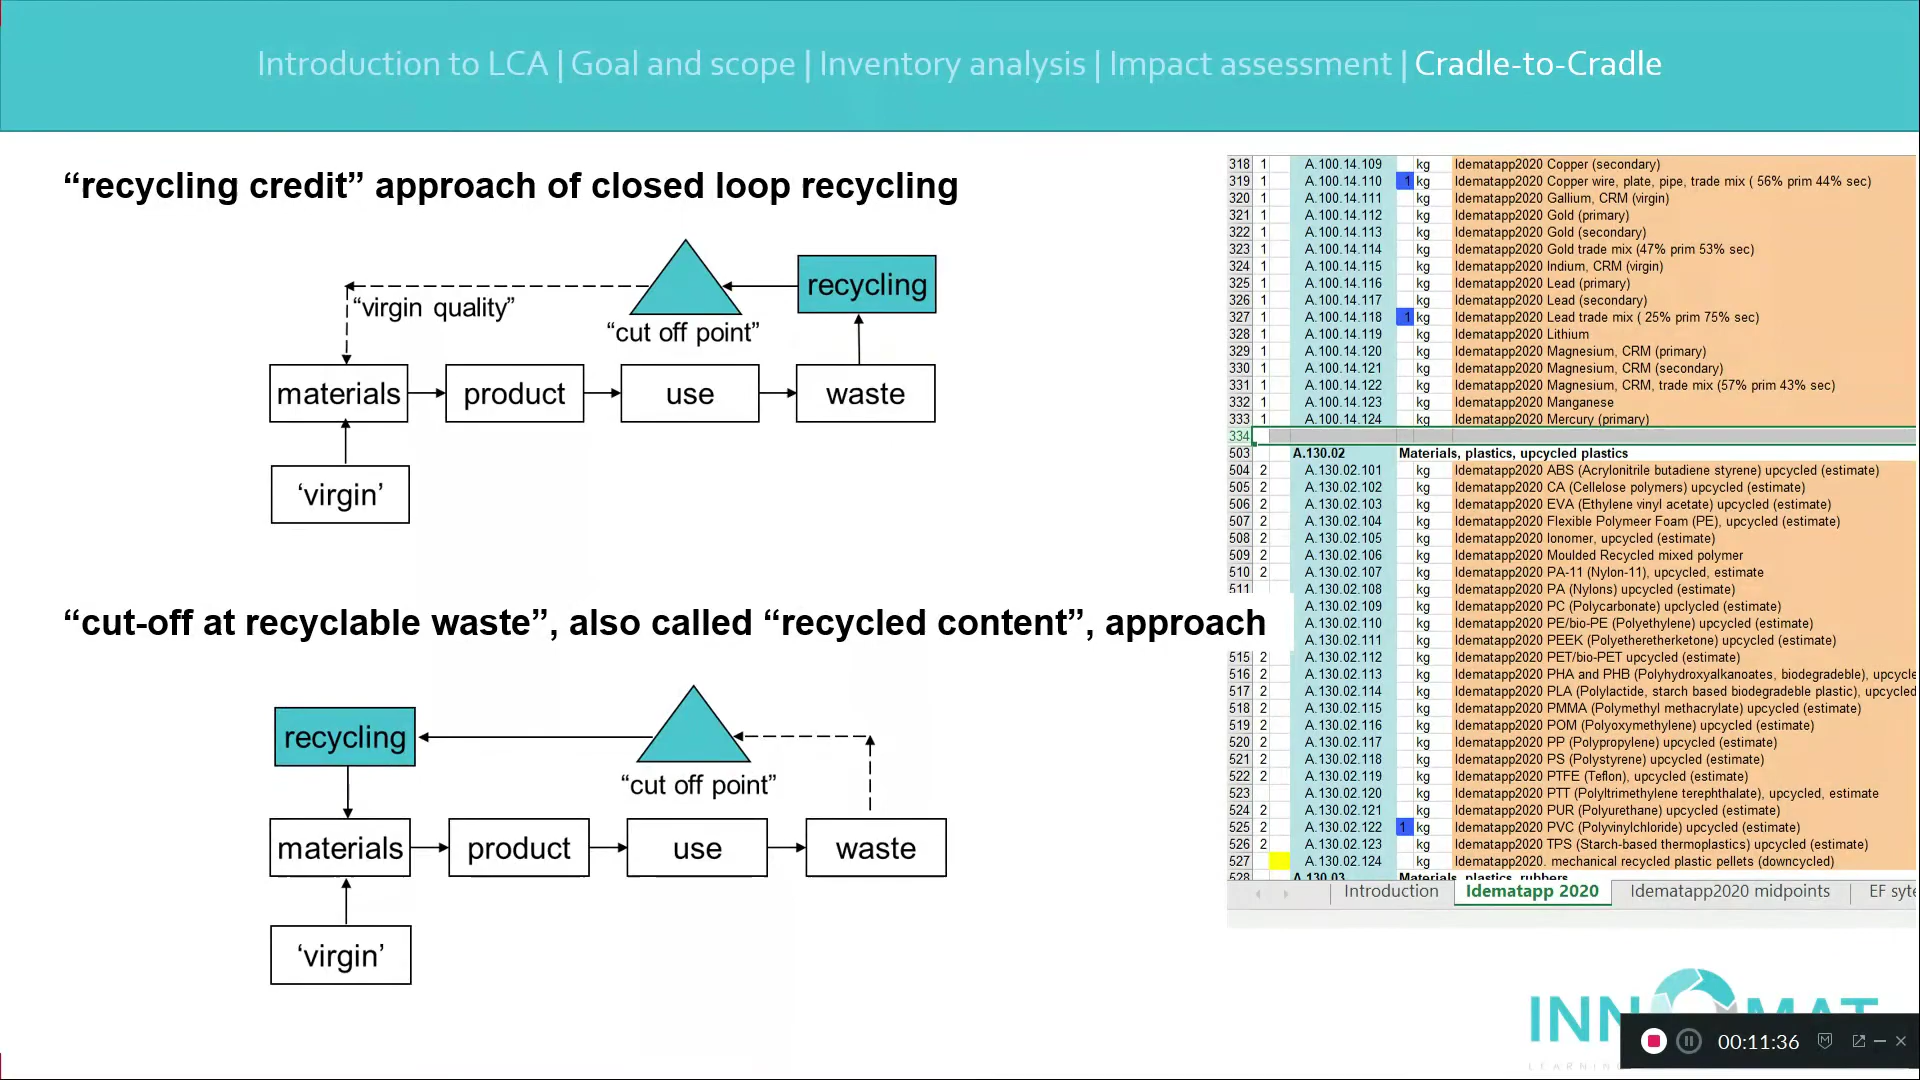 Introduction to LCA | Goal and scope | Inventory analysis | Impact assessment | Cradle-to-Cradle
“recycling credit” approach of closed loop recycling
recycling
“virgin quality”
“cut off point”
materials
product
use
waste
‘virgin’
“cut-off at recyclable waste”, also called “recycled content”, approach
recycling
“cut off point”
materials
product
use
waste
‘virgin’
318 1 A.100.14.109 kg Idematapp2020 Copper (secondary)
319 1 A.100.14.110 1 kg Idematapp2020 Copper wire, plate, pipe, trade mix ( 56% prim 44% sec)
320 1 A.100.14.111 kg Idematapp2020 Gallium, CRM (virgin)
321 1 A.100.14.112 kg Idematapp2020 Gold (primary)
322 1 A.100.14.113 kg Idematapp2020 Gold (secondary)
323 1 A.100.14.114 kg Idematapp2020 Gold trade mix (47% prim 53% sec)
324 1 A.100.14.115 kg Idematapp2020 Indium, CRM (virgin)
325 1 A.100.14.116 kg Idematapp2020 Lead (primary)
326 1 A.100.14.117 kg Idematapp2020 Lead (secondary)
327 1 A.100.14.118 1 kg Idematapp2020 Lead trade mix ( 25% prim 75% sec)
328 1 A.100.14.119 kg Idematapp2020 Lithium
329 1 A.100.14.120 kg Idematapp2020 Magnesium, CRM (primary)
330 1 A.100.14.121 kg Idematapp2020 Magnesium, CRM (secondary)
331 1 A.100.14.122 kg Idematapp2020 Magnesium, CRM, trade mix (57% prim 43% sec)
332 1 A.100.14.123 kg Idematapp2020 Manganese
333 1 A.100.14.124 kg Idematapp2020 Mercury (primary)
334
503 A.130.02 Materials, plastics, upcycled plastics
504 2 A.130.02.101 kg Idematapp2020 ABS (Acrylonitrile butadiene styrene) upcycled (estimate)
505 2 A.130.02.102 kg Idematapp2020 CA (Cellelose polymers) upcycled (estimate)
506 2 A.130.02.103 kg Idematapp2020 EVA (Ethylene vinyl acetate) upcycled (estimate)
507 2 A.130.02.104 kg Idematapp2020 Flexible Polymeer Foam (PE), upcycled (estimate)
508 2 A.130.02.105 kg Idematapp2020 Ionomer, upcycled (estimate)
509 2 A.130.02.106 kg Idematapp2020 Moulded Recycled mixed polymer
510 2 A.130.02.107 kg Idematapp2020 PA-11 (Nylon-11), upcycled, estimate
511 A.130.02.108 kg Idematapp2020 PA (Nylons) upcycled (estimate)
A.130.02.109 kg Idematapp2020 PC (Polycarbonate) upclycled (estimate)
A.130.02.110 kg Idematapp2020 PE/bio-PE (Polyethylene) upcycled (estimate)
A.130.02.111 kg Idematapp2020 PEEK (Polyetheretherketone) upcycled (estimate)
515 2 A.130.02.112 kg Idematapp2020 PET/bio-PET upcycled (estimate)
516 2 A.130.02.113 kg Idematapp2020 PHA and PHB (Polyhydroxyalkanoates, biodegradeble), upcycle
517 2 A.130.02.114 kg Idematapp2020 PLA (Polylactide, starch based biodegradeble plastic), upcycled
518 2 A.130.02.115 kg Idematapp2020 PMMA (Polymethyl methacrylate) upcycled (estimate)
519 2 A.130.02.116 kg Idematapp2020 POM (Polyoxymethylene) upcycled (estimate)
520 2 A.130.02.117 kg Idematapp2020 PP (Polypropylene) upcycled (estimate)
521 2 A.130.02.118 kg Idematapp2020 PS (Polystyrene) upcycled (estimate)
522 2 A.130.02.119 kg Idematapp2020 PTFE (Teflon), upcycled (estimate)
523 A.130.02.120 kg Idematapp2020 PTT (Polyltrimethylene terephthalate), upcycled, estimate
524 2 A.130.02.121 kg Idematapp2020 PUR (Polyurethane) upcycled (estimate)
525 2 A.130.02.122 1 kg Idematapp2020 PVC (Polyvinylchloride) upcycled (estimate)
526 2 A.130.02.123 kg Idematapp2020 TPS (Starch-based thermoplastics) upcycled (estimate)
527 A.130.02.124 kg Idematapp2020. mechanical recycled plastic pellets (downcycled)
528 A.130.03 Materials, plastics, rubbers
Introduction Idematapp 2020 Idematapp2020 midpoints EF syte
INN MAT
LEARNIN
00:11:36